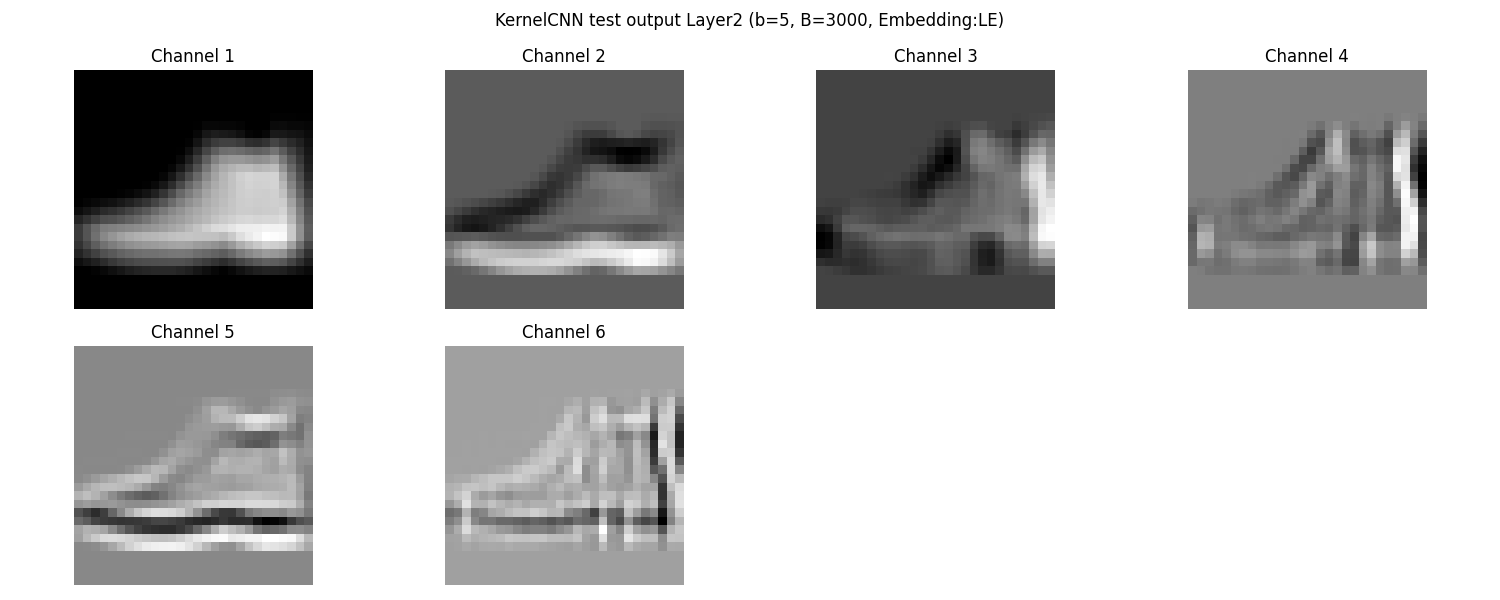 KernelCNN test output Layer2 (b=5, B=3000, Embedding:LE)
Channel 1
Channel 2
Channel 3
Channel 4
Channel 5
Channel 6